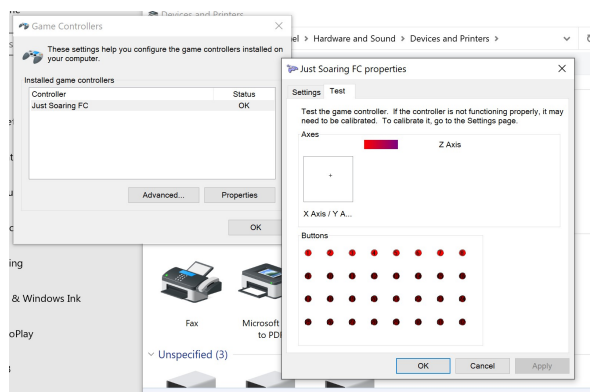 Devices and Printers
Game Controllers
These settings help you configure the game controllers installed on
your computer.
Installed game controllers
Controller Status
Just Soaring FC OK
Advanced... Properties
OK
Hardware and Sound > Devices and Printers >
Just Soaring FC properties
Settings Test
Test the game controller. If the controller is not functioning properly, it may
need to be calibrated. To calibrate it, go to the Settings page.
Axes
Z Axis
X Axis / Y A...
Buttons
OK Cancel Apply
& Windows Ink
Fax
Microsoft
to PD
Unspecified (3)